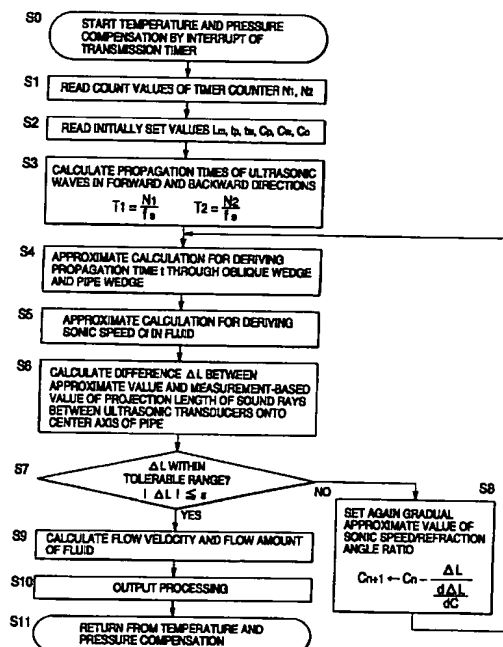 S0
START TEMPERATURE AND PRESSURE
COMPENSATION BY INTERRUPT OF
TRANSMISSION TIMER
S1
READ COUNT VALUES OF TIMER COUNTER N1, N2
S2
READ INITIALLY SET VALUES Lm, tp, tw, Cp, Cw, Co
S3
CALCULATE PROPAGATION TIMES OF ULTRASONIC
WAVES IN FORWARD AND BACKWARD DIRECTIONS
T1 = N1/fs T2 = N2/fs
S4
APPROXIMATE CALCULATION FOR DERIVING
PROPAGATION TIME t THROUGH OBLIQUE WEDGE
AND PIPE WEDGE
S5
APPROXIMATE CALCULATION FOR DERIVING
SONIC SPEED Cf IN FLUID
S6
CALCULATE DIFFERENCE ΔL BETWEEN
APPROXIMATE VALUE AND MEASUREMENT-BASED
VALUE OF PROJECTION LENGTH OF SOUND RAYS
BETWEEN ULTRASONIC TRANSDUCERS ONTO
CENTER AXIS OF PIPE
S7
ΔL WITHIN
TOLERABLE RANGE?
| ΔL | ≤ ε
NO
YES
S8
SET AGAIN GRADUAL
APPROXIMATE VALUE OF
SONIC SPEED/REFRACTION
ANGLE RATIO
Cn+1 ← Cn - ΔL / (dΔL/dC)
S9
CALCULATE FLOW VELOCITY AND FLOW AMOUNT
OF FLUID
S10
OUTPUT PROCESSING
S11
RETURN FROM TEMPERATURE AND
PRESSURE COMPENSATION